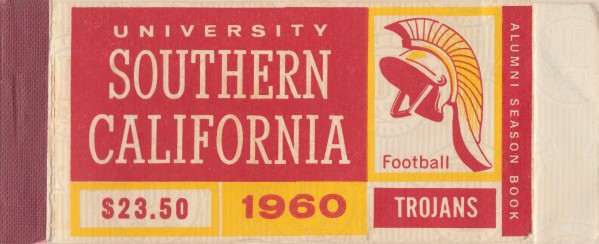 UNIVERSITY
SOUTHERN
CALIFORNIA
$23.50
1960
Football
TROJANS
ALUMNI SEASON BOOK